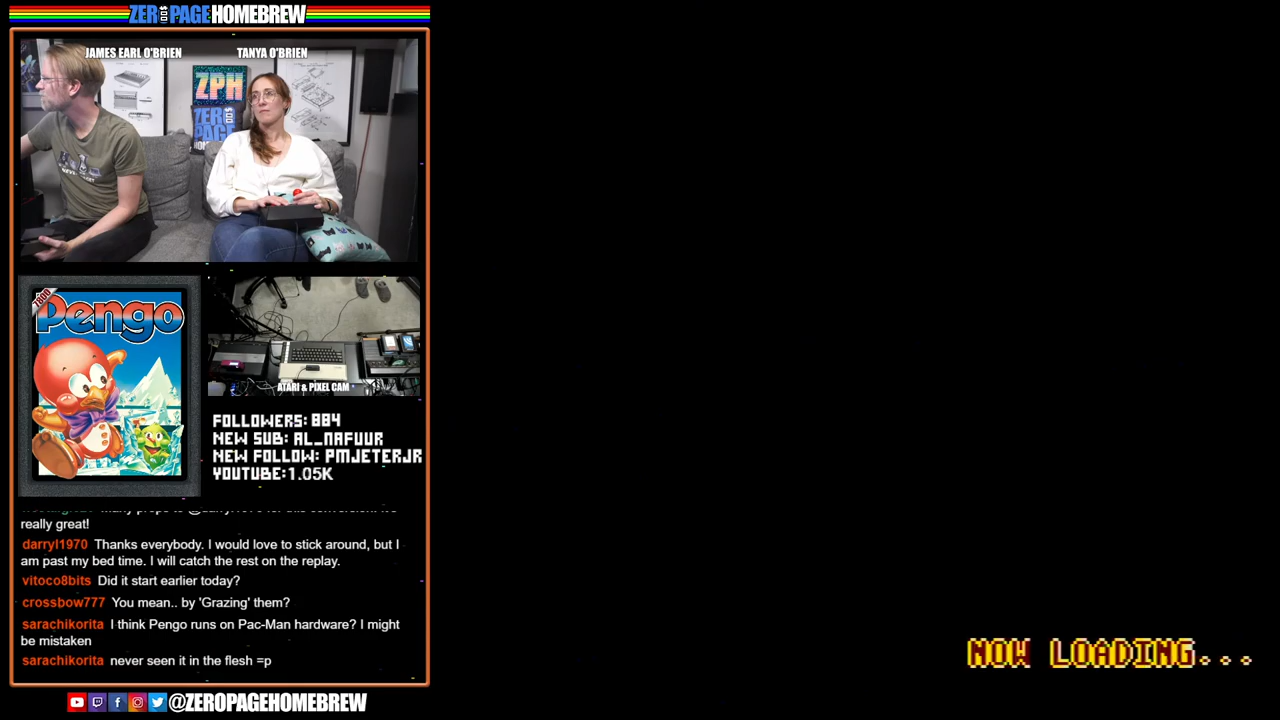 ZEROPAGE HOMEBREW
JAMES EARL O'BRIEN
TANYA O'BRIEN
ZPH
ZERO
PAGE
7800
Pengo
ATARI & PIXEL CAM
FOLLOWERS: 884
NEW SUB: AL_NAFUUR
NEW FOLLOW: PMJETERJR
YOUTUBE:1.05K
really great!
darryl1970 Thanks everybody. I would love to stick around, but I
am past my bed time. I will catch the rest on the replay.
vitoco8bits Did it start earlier today?
crossbow777 You mean.. by 'Grazing' them?
sarachikorita I think Pengo runs on Pac-Man hardware? I might
be mistaken
sarachikorita never seen it in the flesh =p
@ZEROPAGEHOMEBREW
NOW LOADING...